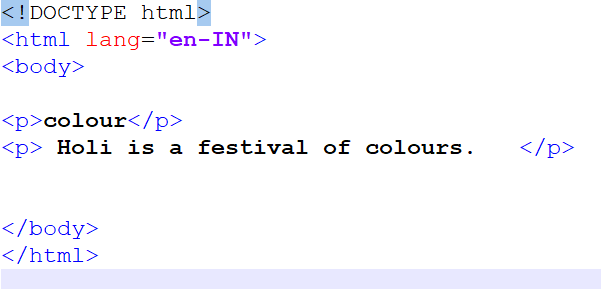 <!DOCTYPE html>
<html lang="en-IN">
<body>
<p>colour</p>
<p> Holi is a festival of colours.   </p>
</body>
</html>